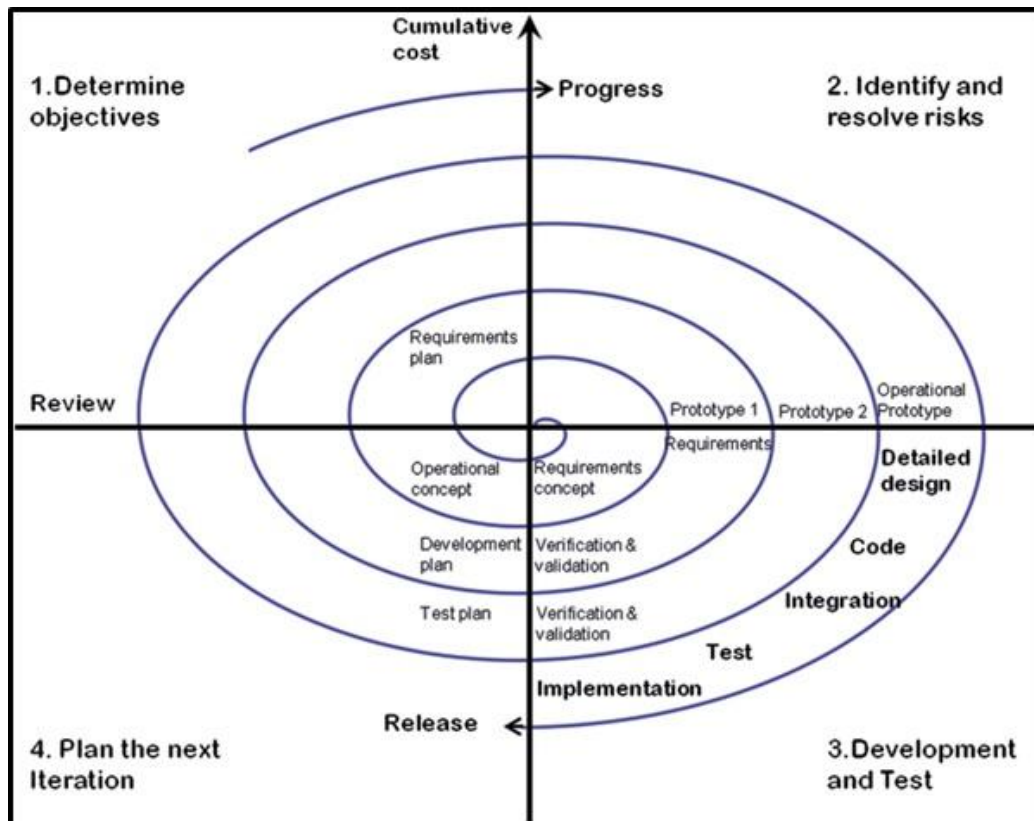 Cumulative
cost
1.Determine
objectives
Progress
2. Identify and
resolve risks
Requirements
plan
Review
Prototype 1
Prototype 2
Operational
Prototype
Requirements
Detailed
design
Operational
concept
Requirements
concept
Development
plan
Verification &
validation
Code
Integration
Test plan
Verification &
validation
Test
Implementation
Release
4. Plan the next
Iteration
3.Development
and Test